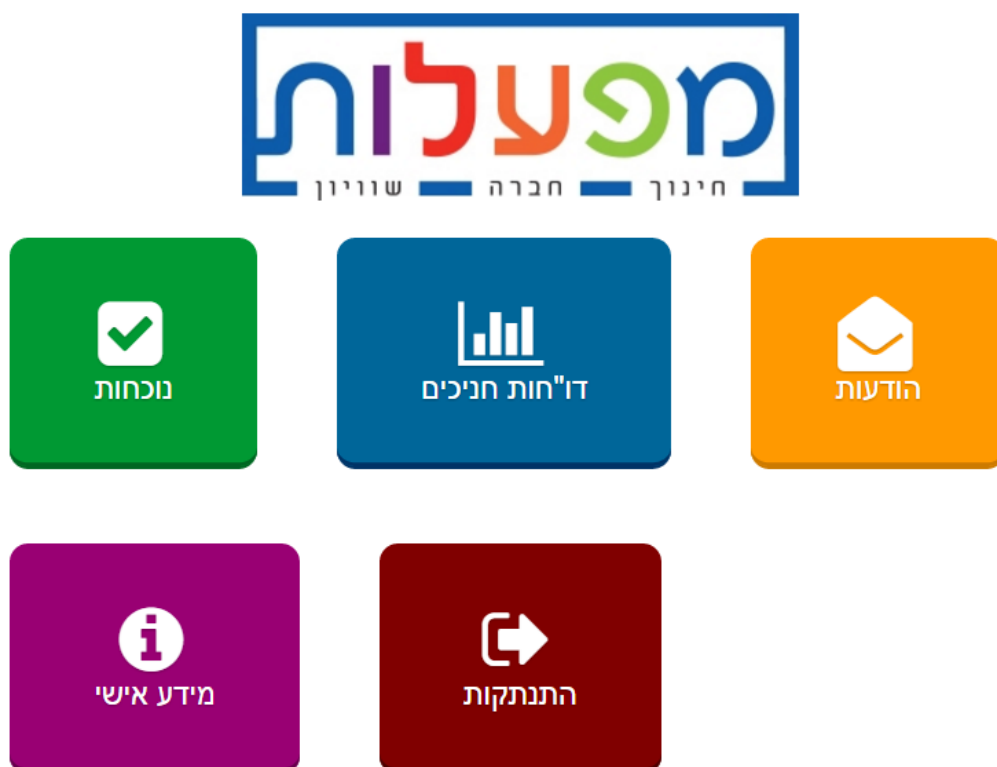 מפעלות
חינוך חברה שוויון
הודעות
דו"חות חניכים
נוכחות
התנתקות
מידע אישי